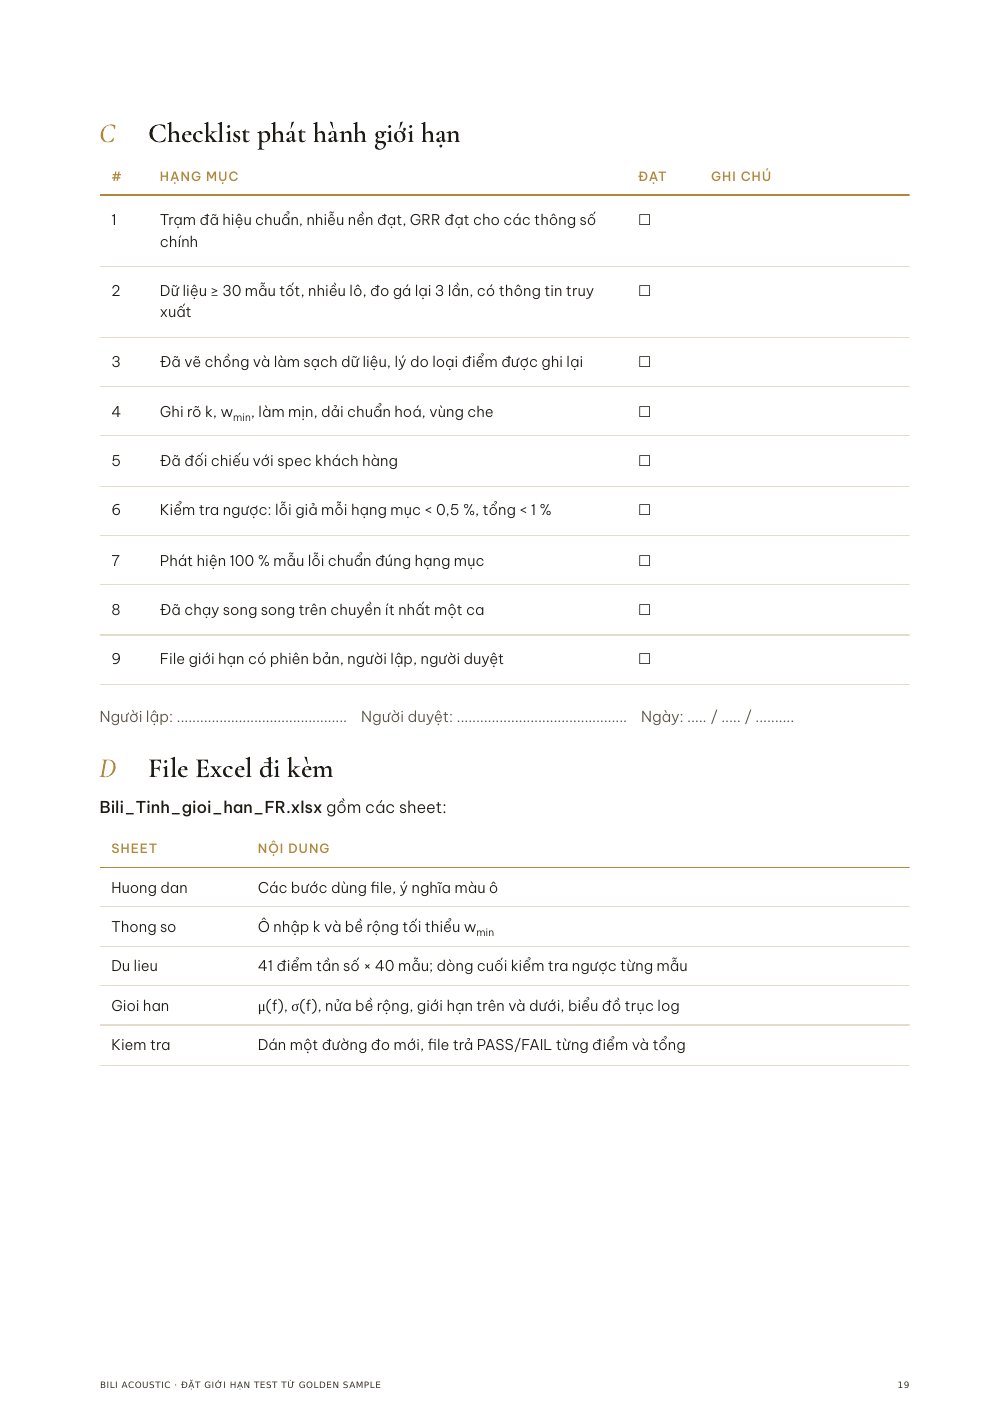 C Checklist phát hành giới hạn
# HẠNG MỤC ĐẠT GHI CHÚ
1 Trạm đã hiệu chuẩn, nhiễu nền đạt, GRR đạt cho các thông số ☐
chính
2 Dữ liệu ≥ 30 mẫu tốt, nhiều lô, đo gá lại 3 lần, có thông tin truy ☐
xuất
3 Đã vẽ chồng và làm sạch dữ liệu, lý do loại điểm được ghi lại ☐
4 Ghi rõ k, wmin, làm mịn, dải chuẩn hoá, vùng che ☐
5 Đã đối chiếu với spec khách hàng ☐
6 Kiểm tra ngược: lỗi giả mỗi hạng mục < 0,5 %, tổng < 1 % ☐
7 Phát hiện 100 % mẫu lỗi chuẩn đúng hạng mục ☐
8 Đã chạy song song trên chuyền ít nhất một ca ☐
9 File giới hạn có phiên bản, người lập, người duyệt ☐
Người lập: ............................................ Người duyệt: ............................................ Ngày: ..... / ..... / ..........
D File Excel đi kèm
Bili_Tinh_gioi_han_FR.xlsx gồm các sheet:
SHEET NỘI DUNG
Huong dan Các bước dùng file, ý nghĩa màu ô
Thong so Ô nhập k và bề rộng tối thiểu wmin
Du lieu 41 điểm tần số × 40 mẫu; dòng cuối kiểm tra ngược từng mẫu
Gioi han μ(f), σ(f), nửa bề rộng, giới hạn trên và dưới, biểu đồ trục log
Kiem tra Dán một đường đo mới, file trả PASS/FAIL từng điểm và tổng
BILI ACOUSTIC · ĐẶT GIỚI HẠN TEST TỪ GOLDEN SAMPLE 19